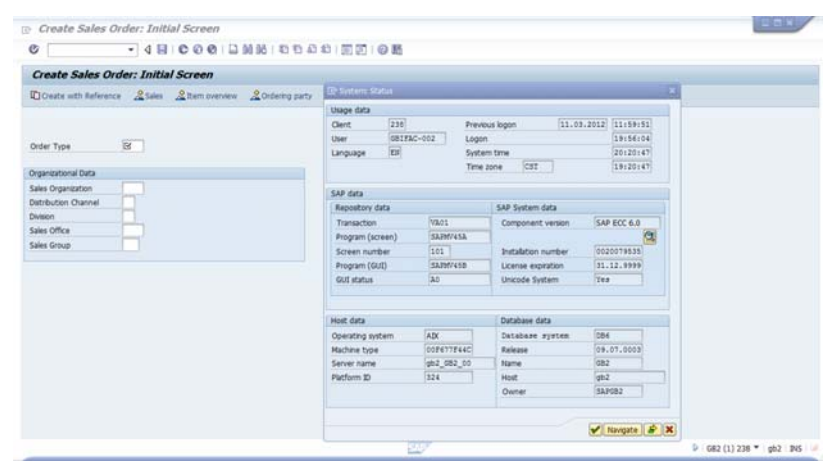 Create Sales Order: Initial Screen
Create Sales Order: Initial Screen
Create with Reference Sales Item overview Ordering party
Order Type
Organizational Data
Sales Organization
Distribution Channel
Division
Sales Office
Sales Group
System: Status
Usage data
Client 238 Previous logon 11.03.2012 11:59:51
User GBIFAC-002 Logon 19:56:04
Language EN System time 20:20:47
Time zone CST 19:20:47
SAP data
Repository data SAP System data
Transaction VA01 Component version SAP ECC 6.0
Program (screen) SAPMV45A
Screen number 101 Installation number 0020079535
Program (GUI) SAPMV45B License expiration 31.12.9999
GUI status A0 Unicode System Yes
Host data Database data
Operating system AIX Database system DB6
Machine type 00F677F44C Release 09.07.0003
Server name gb2_GB2_00 Name GB2
Platform ID 324 Host gb2
Owner SAPGB2
Navigate
GB2 (1) 238 gb2 INS